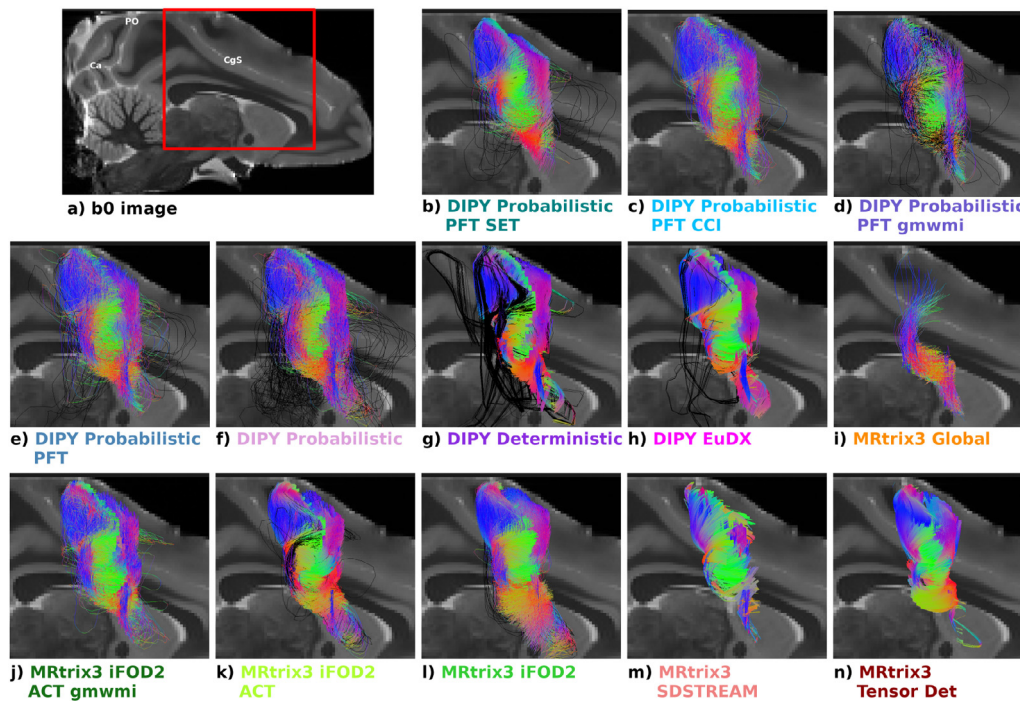 PO
Ca
CgS
a) b0 image
b) DIPY Probabilistic
PFT SET
c) DIPY Probabilistic
PFT CCI
d) DIPY Probabilistic
PFT gmwmi
e) DIPY Probabilistic
PFT
f) DIPY Probabilistic
g) DIPY Deterministic
h) DIPY EuDX
i) MRtrix3 Global
j) MRtrix3 iFOD2
ACT gmwmi
k) MRtrix3 iFOD2
ACT
l) MRtrix3 iFOD2
m) MRtrix3
SDSTREAM
n) MRtrix3
Tensor Det